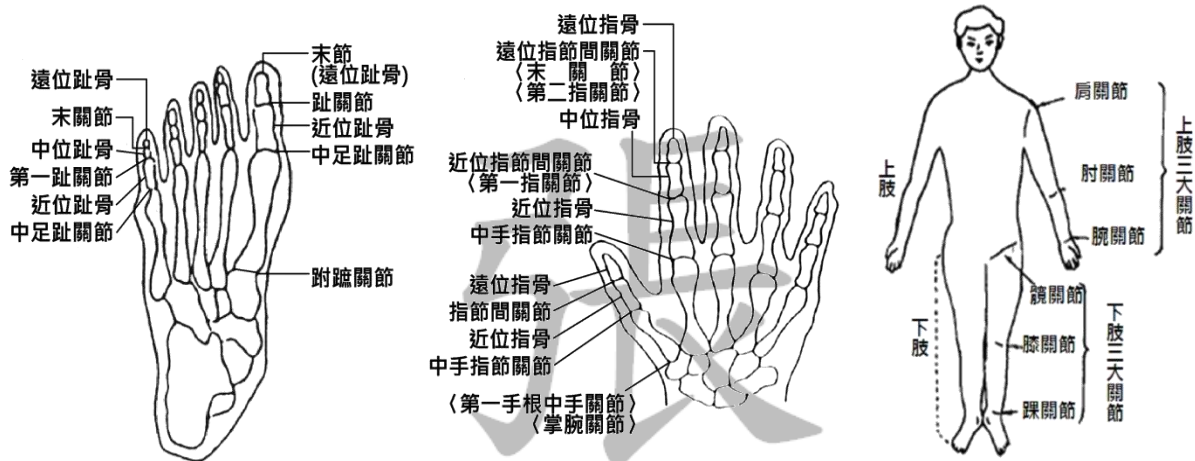 末節
(遠位趾骨)
趾關節
近位趾骨
中足趾關節
跗蹠關節
遠位趾骨
末關節
中位趾骨
第一趾關節
近位趾骨
中足趾關節
遠位指骨
遠位指節間關節
〈末 關 節〉
〈第二指關節〉
中位指骨
近位指節間關節
〈第一指關節〉
近位指骨
中手指節關節
遠位指骨
指節間關節
近位指骨
中手指節關節
〈第一手根中手關節〉
〈掌腕關節〉
上肢
肩關節
肘關節
腕關節
上肢三大關節
下肢
髖關節
膝關節
踝關節
下肢三大關節